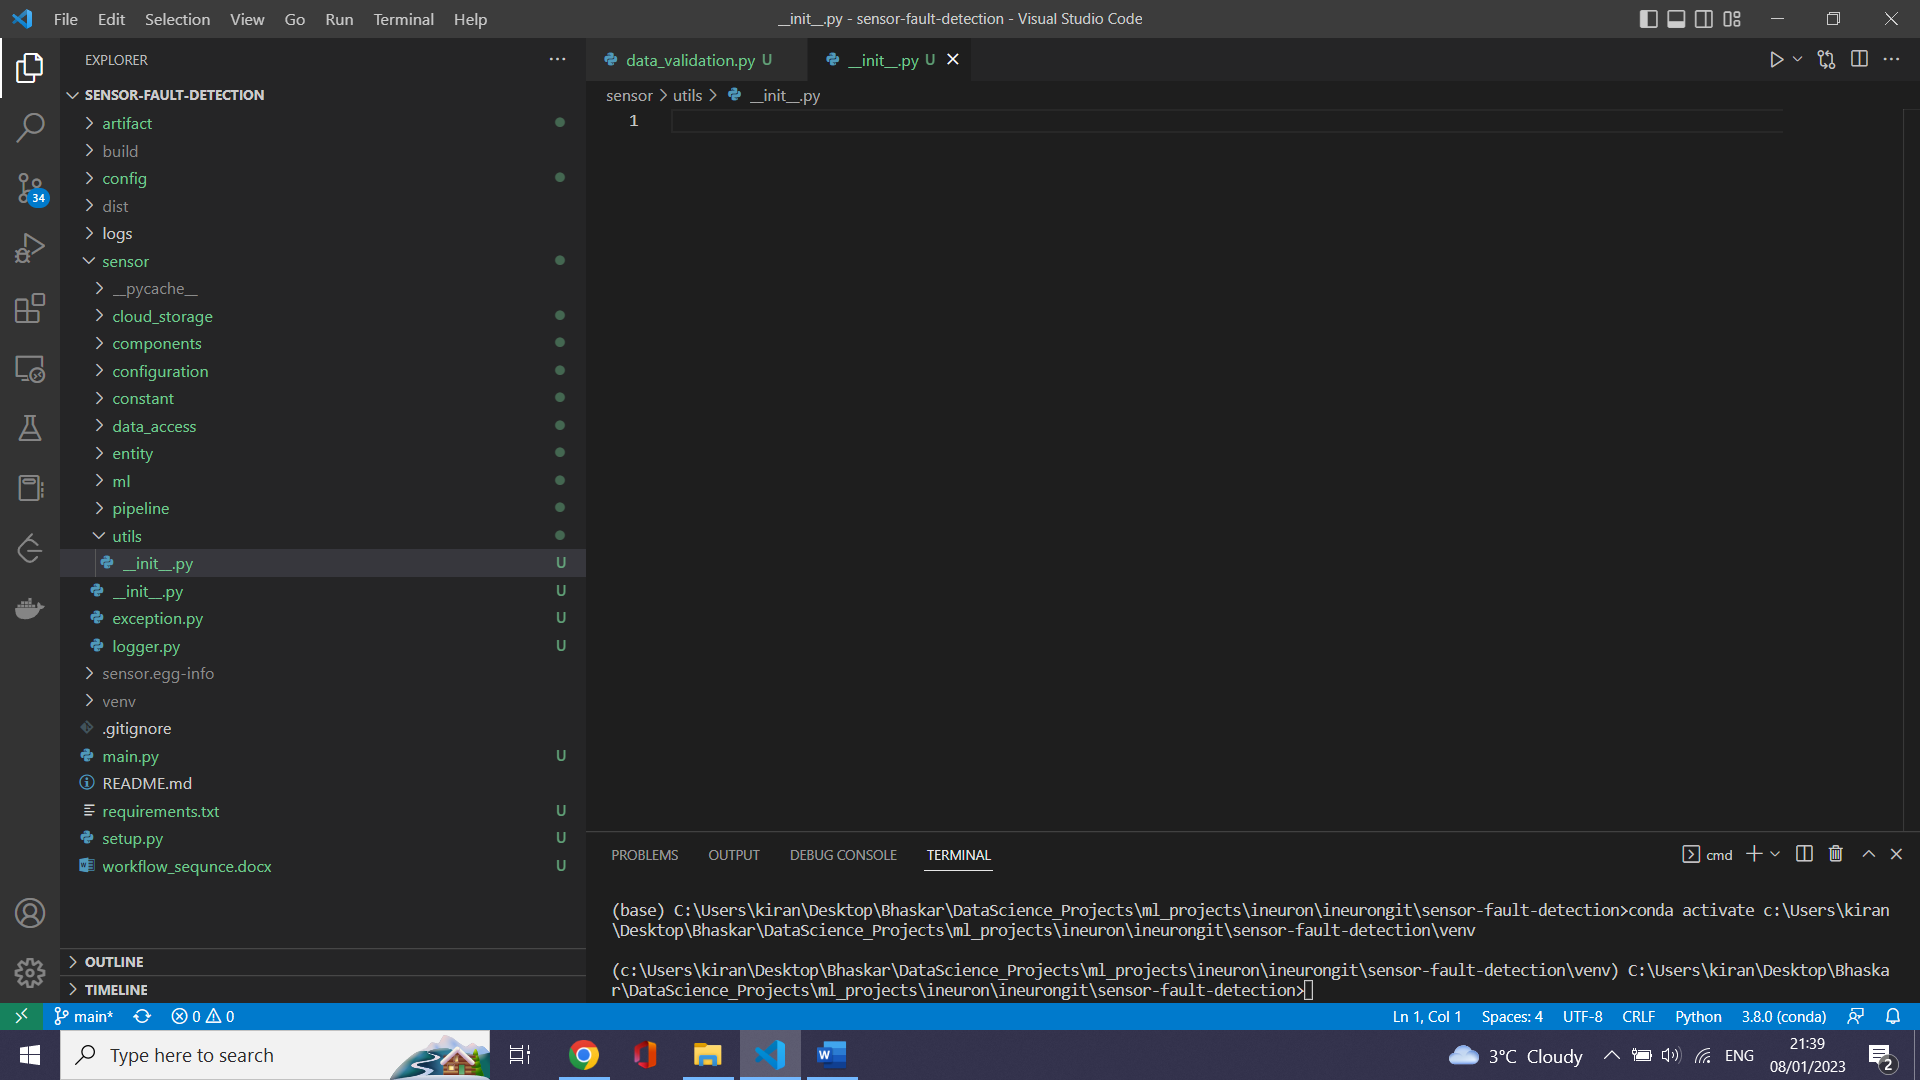 File Edit Selection View Go Run Terminal Help
__init__.py - sensor-fault-detection - Visual Studio Code
EXPLORER
SENSOR-FAULT-DETECTION
artifact
build
config
dist
logs
sensor
__pycache__
cloud_storage
components
configuration
constant
data_access
entity
ml
pipeline
utils
__init__.py U
__init__.py U
exception.py U
logger.py U
sensor.egg-info
venv
.gitignore
main.py U
README.md
requirements.txt U
setup.py U
workflow_sequnce.docx U
OUTLINE
TIMELINE
34
data_validation.py U
__init__.py U
sensor > utils > __init__.py
1
PROBLEMS OUTPUT DEBUG CONSOLE TERMINAL
cmd
(base) C:\Users\kiran\Desktop\Bhaskar\DataScience_Projects\ml_projects\ineuron\ineurongit\sensor-fault-detection>conda activate c:\Users\kiran
\Desktop\Bhaskar\DataScience_Projects\ml_projects\ineuron\ineurongit\sensor-fault-detection\venv
(c:\Users\kiran\Desktop\Bhaskar\DataScience_Projects\ml_projects\ineuron\ineurongit\sensor-fault-detection\venv) C:\Users\kiran\Desktop\Bhaska
r\DataScience_Projects\ml_projects\ineuron\ineurongit\sensor-fault-detection>
main* 0 0
Ln 1, Col 1 Spaces: 4 UTF-8 CRLF Python 3.8.0 (conda)
Type here to search
3°C Cloudy
ENG
21:39
08/01/2023
2